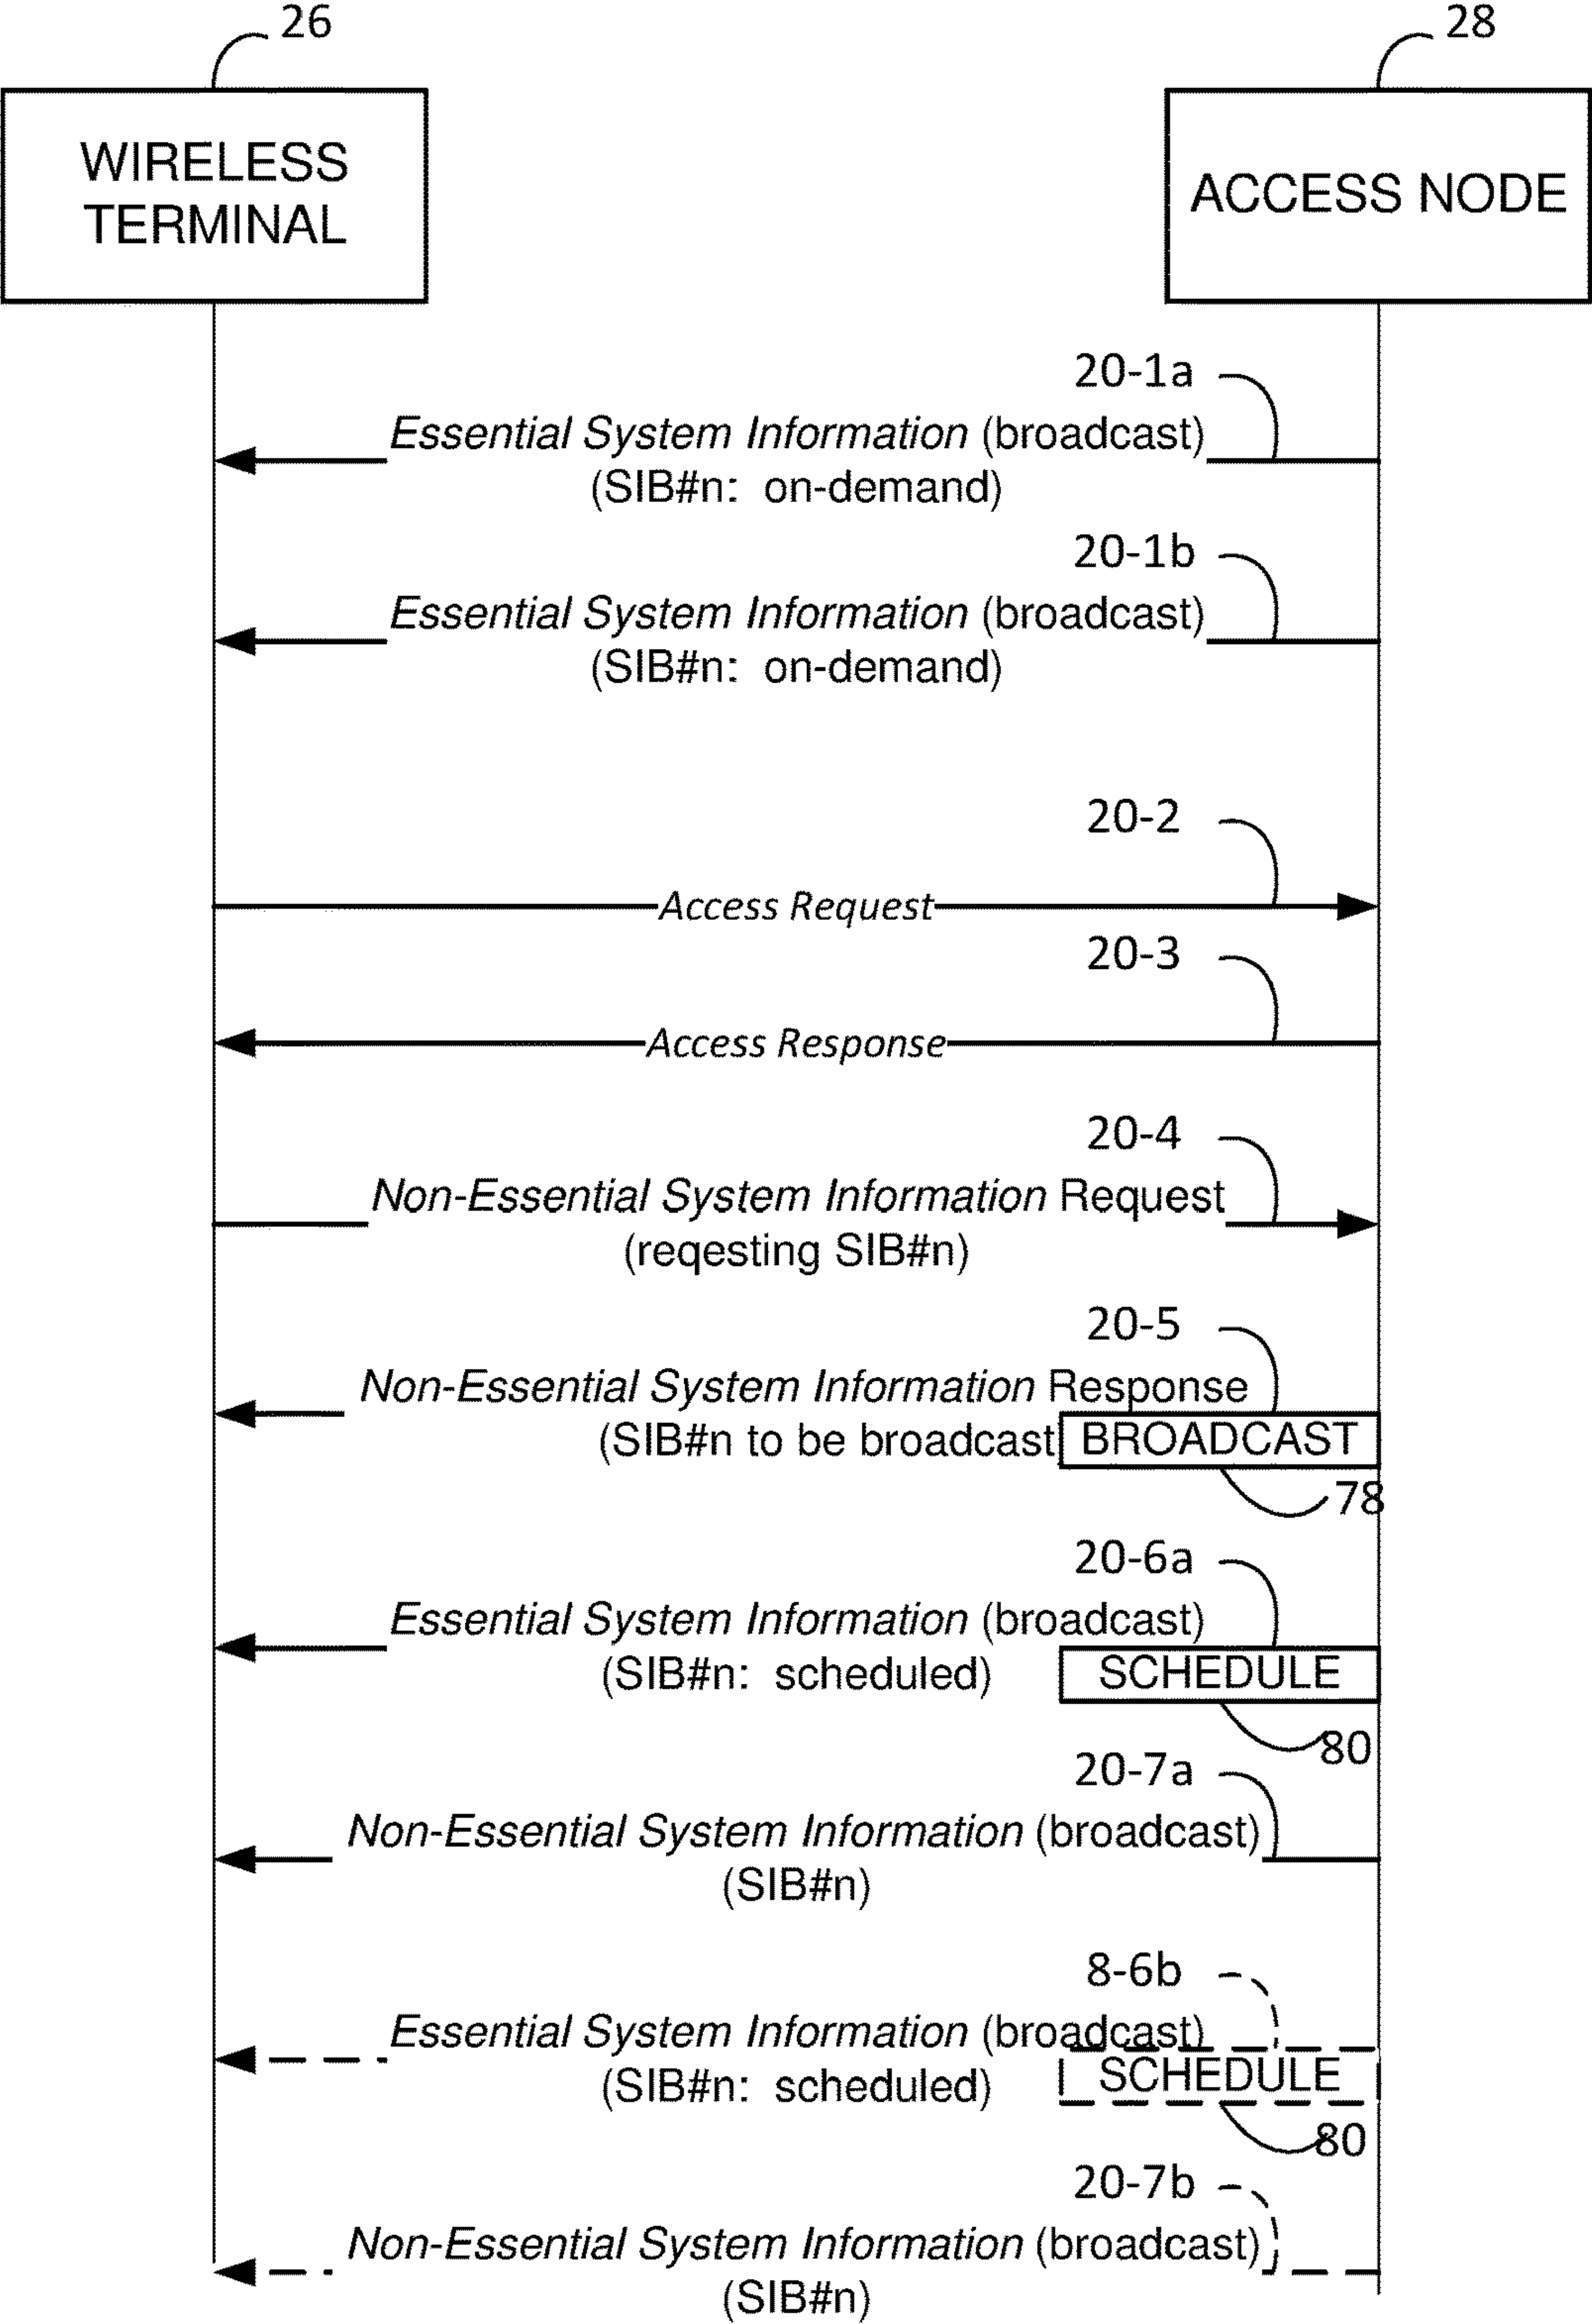 26
28
WIRELESS
TERMINAL
ACCESS NODE
20-1a
Essential System Information (broadcast)
(SIB#n: on-demand)
20-1b
Essential System Information (broadcast)
(SIB#n: on-demand)
20-2
Access Request
20-3
Access Response
20-4
Non-Essential System Information Request
(reqesting SIB#n)
20-5
Non-Essential System Information Response
(SIB#n to be broadcast BROADCAST
78
20-6a
Essential System Information (broadcast)
(SIB#n: scheduled) SCHEDULE
80
20-7a
Non-Essential System Information (broadcast)
(SIB#n)
8-6b
Essential System Information (broadcast)
(SIB#n: scheduled) SCHEDULE
80
20-7b
Non-Essential System Information (broadcast)
(SIB#n)